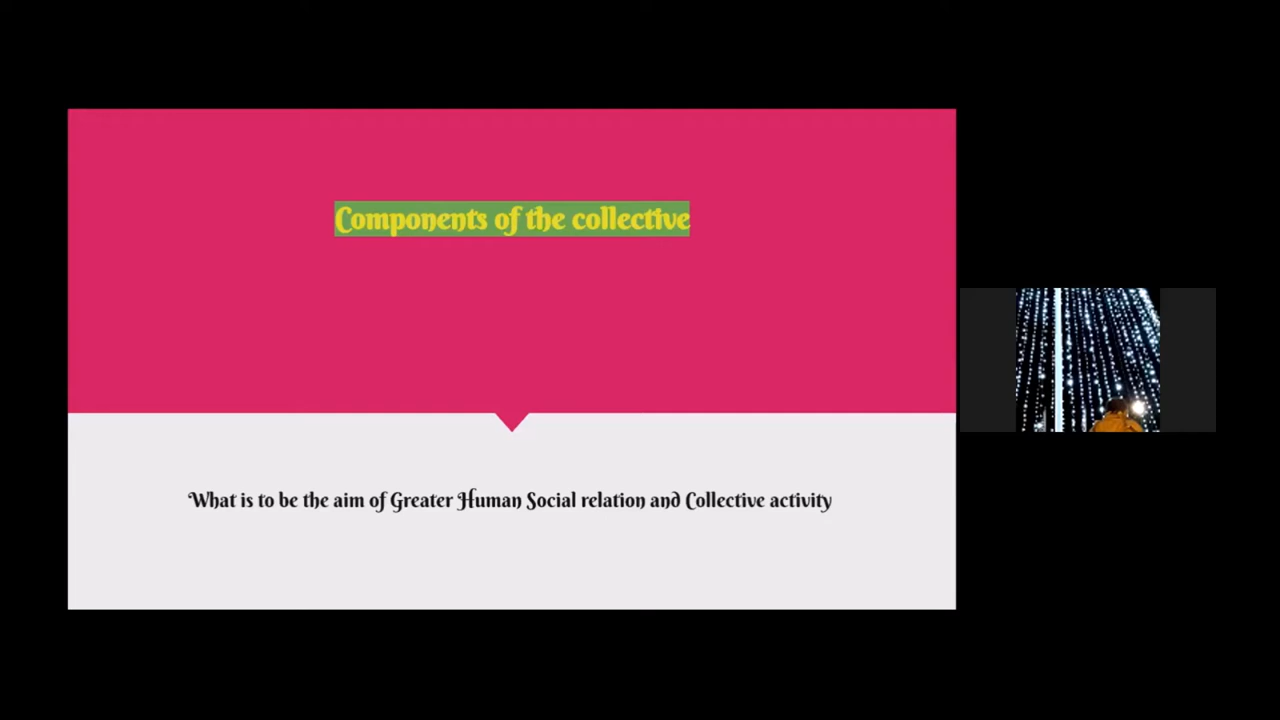 Components of the collective
What is to be the aim of Greater Human Social relation and Collective activity